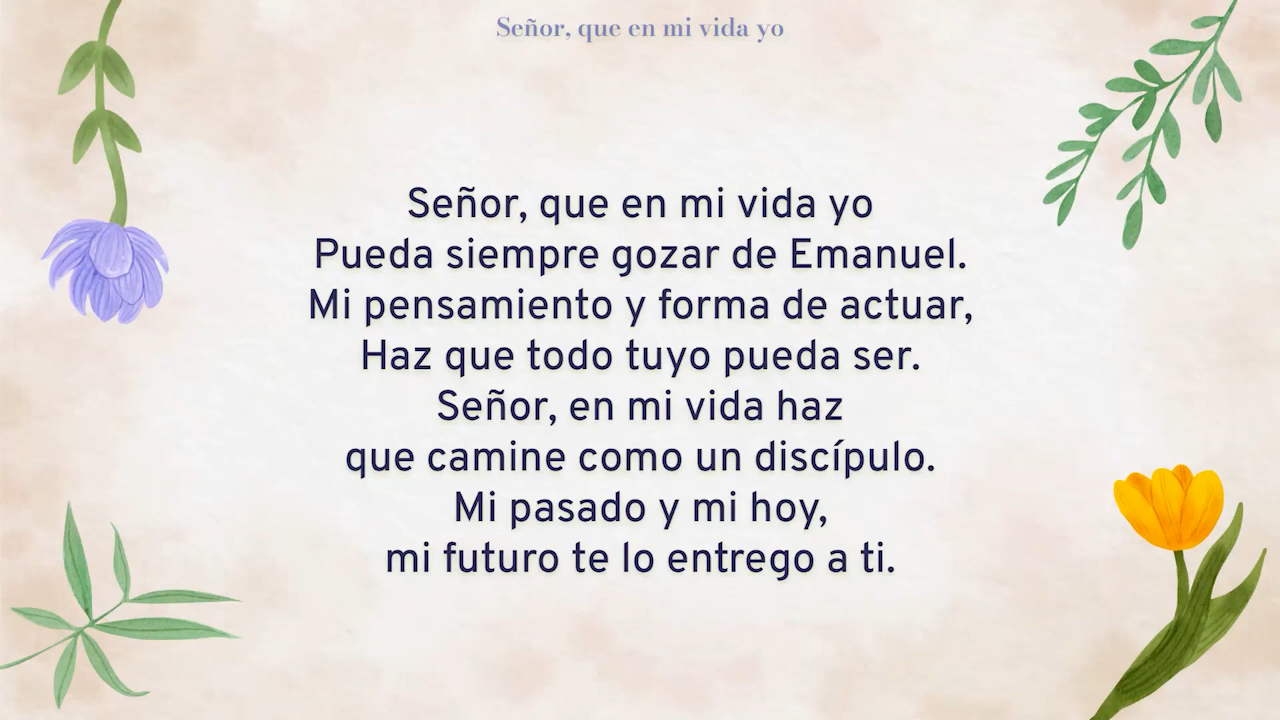 Señor, que en mi vida yo
Señor, que en mi vida yo
Pueda siempre gozar de Emanuel.
Mi pensamiento y forma de actuar,
Haz que todo tuyo pueda ser.
Señor, en mi vida haz
que camine como un discípulo.
Mi pasado y mi hoy,
mi futuro te lo entrego a ti.